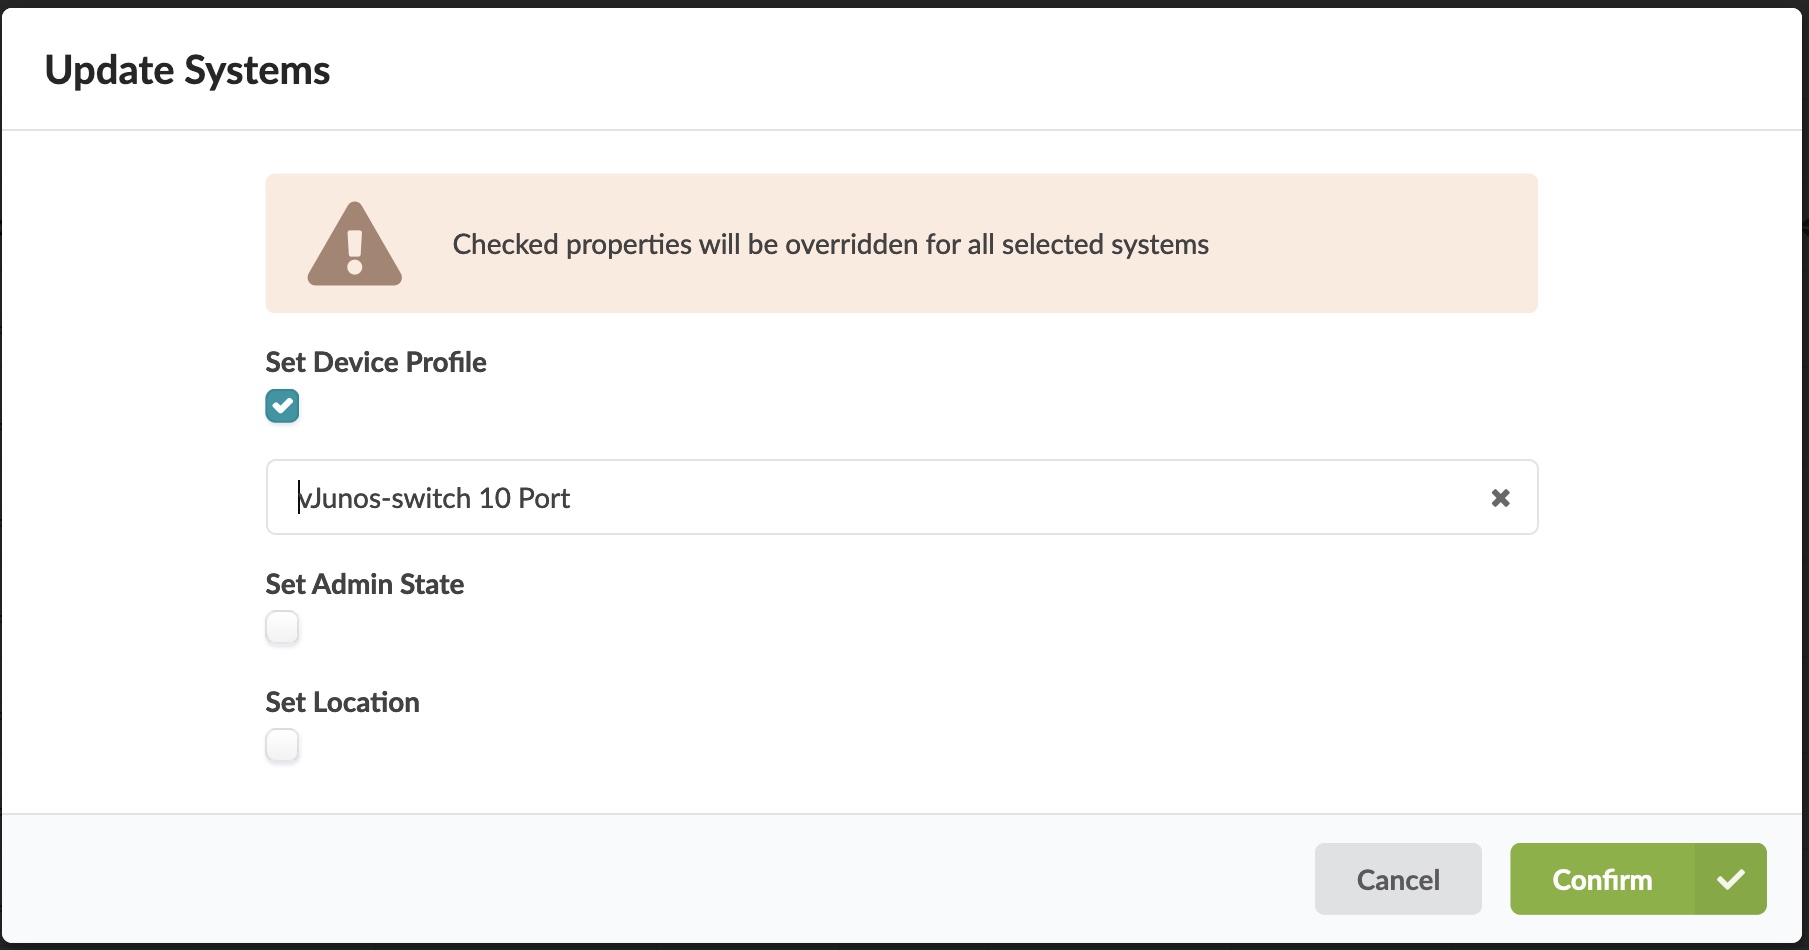 Update Systems
Checked properties will be overridden for all selected systems
Set Device Profile
vJunos-switch 10 Port
Set Admin State
Set Location
Cancel
Confirm